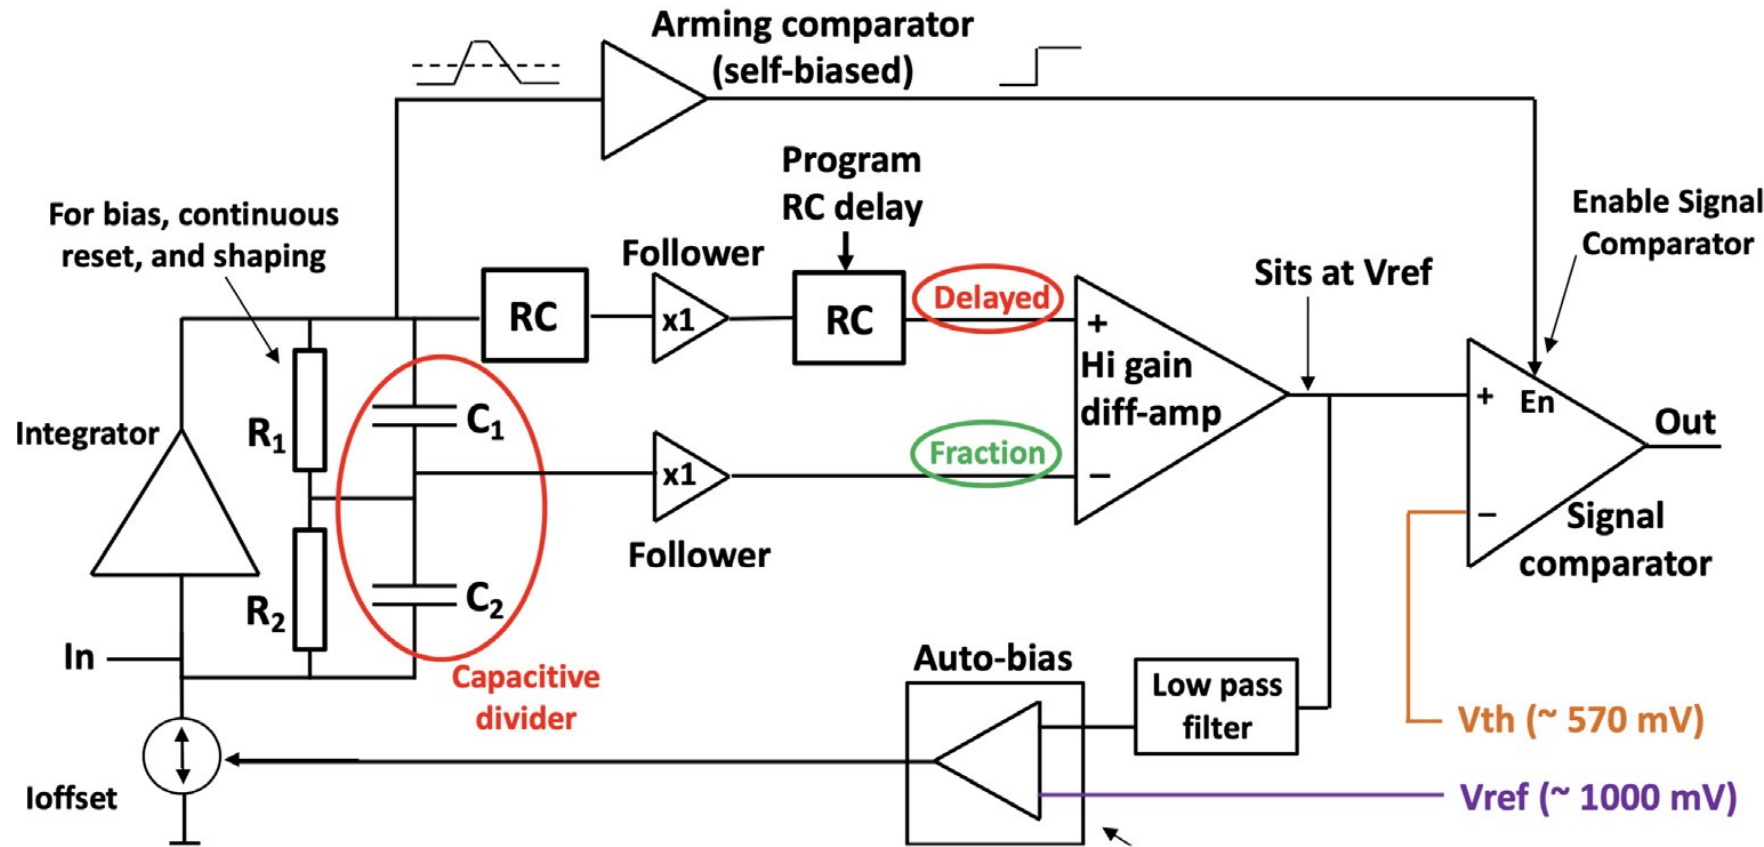 Arming comparator
(self-biased)
Program
RC delay
For bias, continuous
reset, and shaping
Follower
Enable Signal
Comparator
Sits at Vref
RC
x1
RC
Delayed
+
Hi gain
diff-amp
+
En
Out
Integrator
R1
C1
x1
Fraction
−
−
Signal
comparator
Follower
R2
C2
In
Capacitive
divider
Auto-bias
Low pass
filter
Vth (~ 570 mV)
Ioffset
Vref (~ 1000 mV)